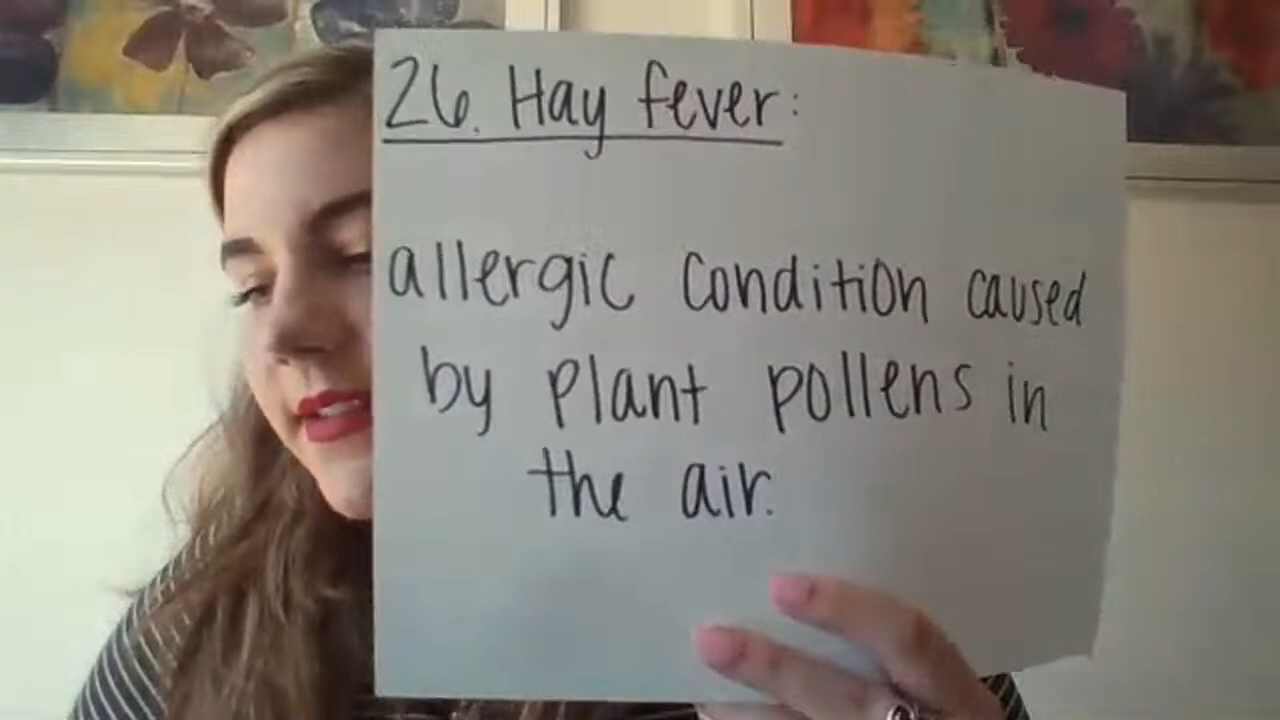 26. Hay fever:
allergic condition caused
by plant pollens in
the air.